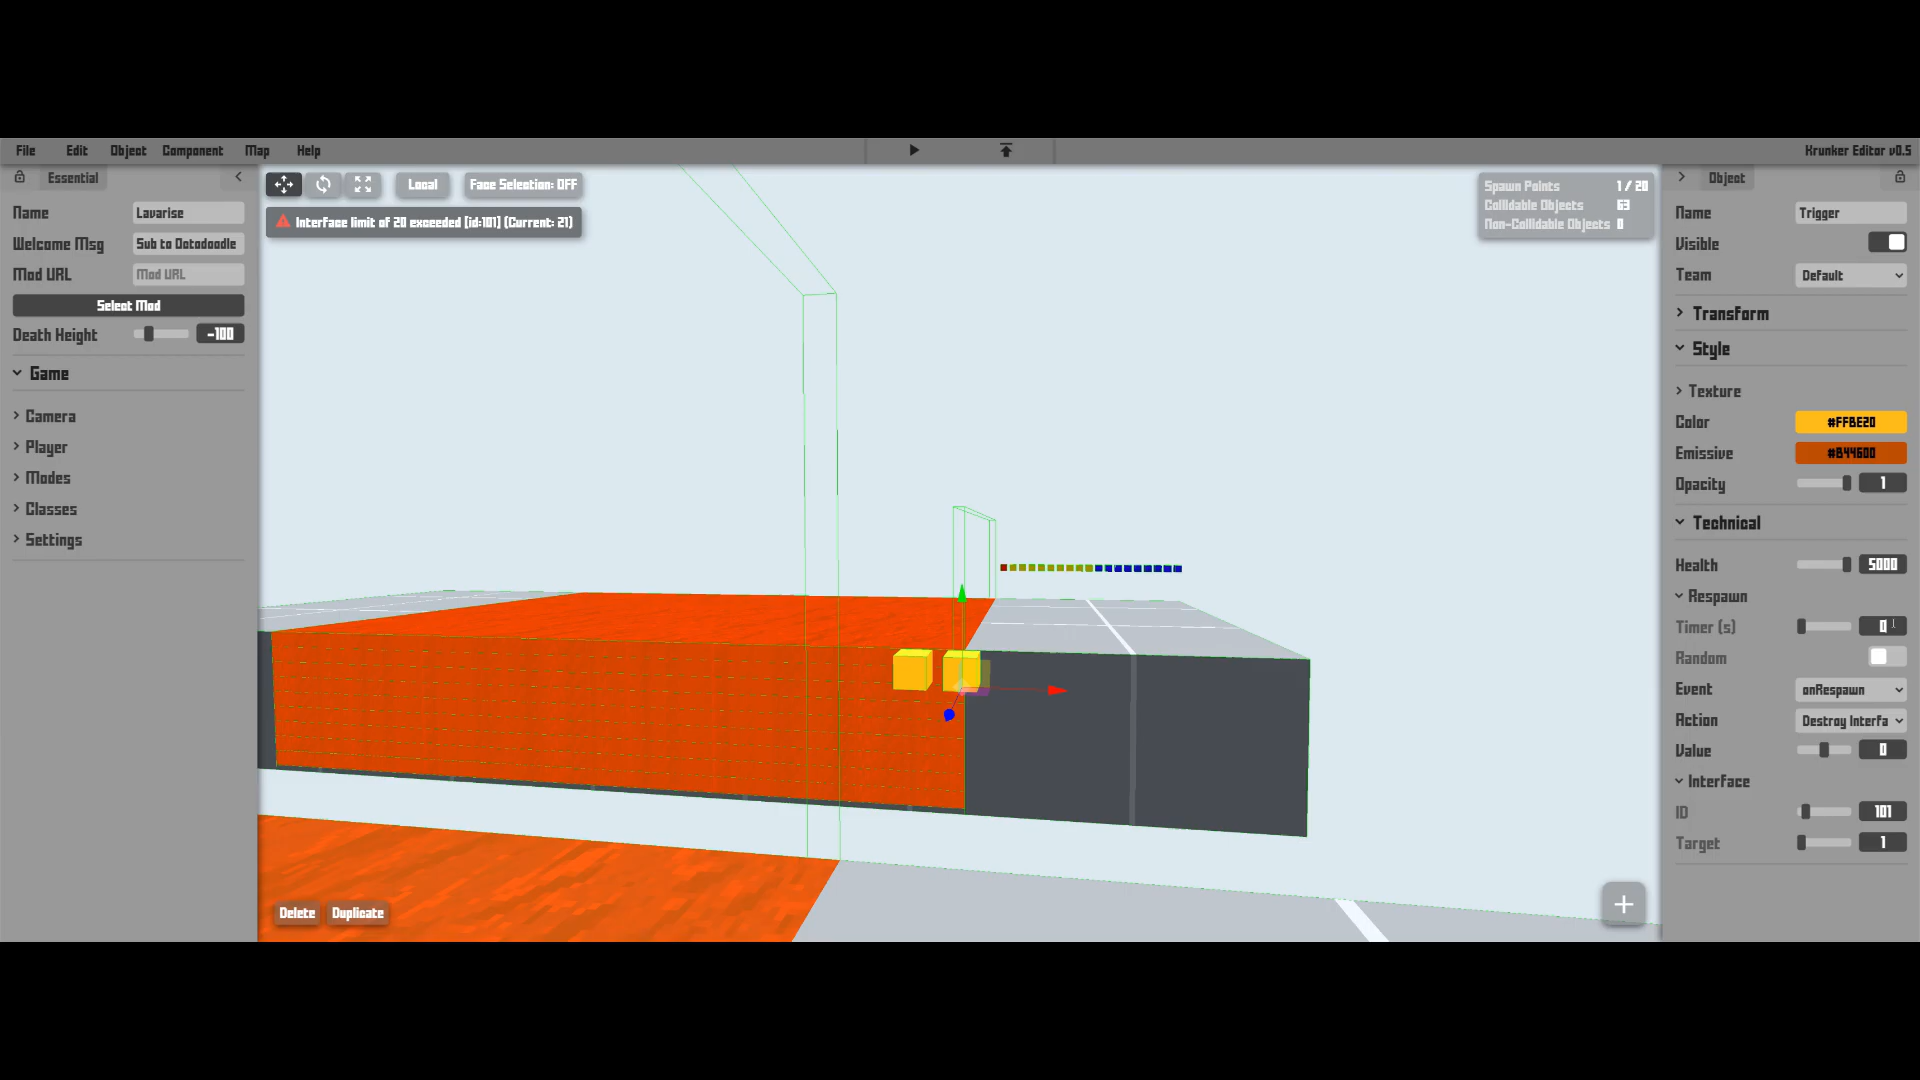 File Edit Object Component Map Help Krunker Editor v0.5
Essential
Name Lavarise
Welcome Msg Sub to Ootodoodle
Mod URL Mod URL
Select Mod
Death Height -100
Game
Camera
Player
Modes
Classes
Settings
Local Face Selection: OFF
Interface limit of 20 exceeded [id:101] (Current: 21)
Spawn Points 1 / 20
Collidable Objects 63
Non-Collidable Objects 0
Delete Duplicate
Object
Name Trigger
Visible
Team Default
Transform
Style
Texture
Color #FFBE20
Emissive #B44600
Opacity 1
Technical
Health 5000
Respawn
Timer (s) 0
Random
Event onRespawn
Action Destroy Interfa
Value 0
Interface
ID 101
Target 1